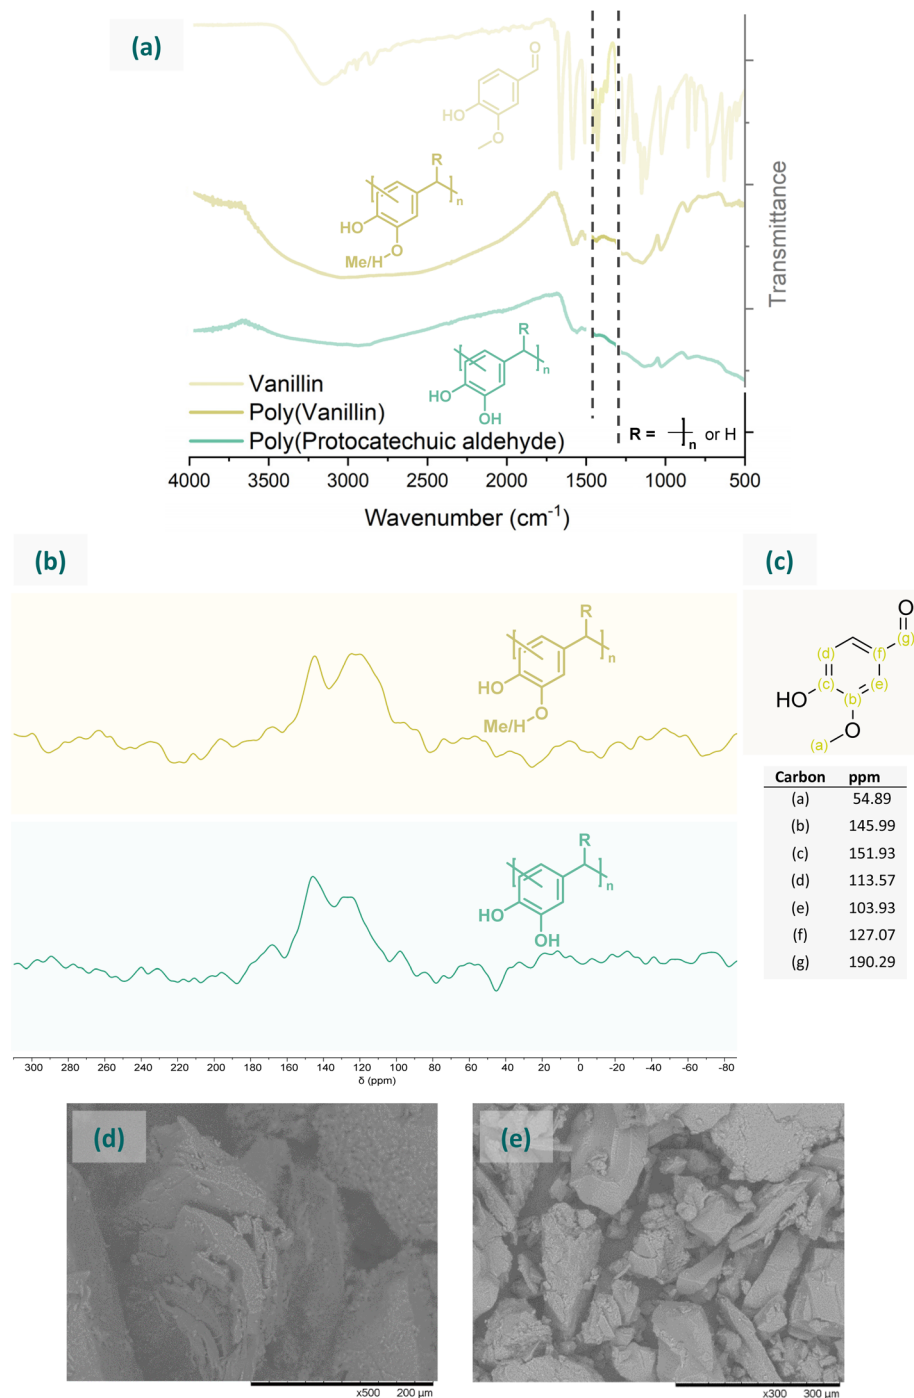 (a)
O
HO
O
R
n
HO
O
Me/H
R
n
HO
OH
Vanillin
Poly(Vanillin)
Poly(Protocatechuic aldehyde)
R = n or H
Transmittance
4000 3500 3000 2500 2000 1500 1000 500
Wavenumber (cm-1)
(b)
R
n
HO
O
Me/H
R
n
HO
OH
300 280 260 240 220 200 180 160 140 120 100 80 60 40 20 0 -20 -40 -60 -80
δ (ppm)
(c)
O
(g)
(d) (f)
(c) (e)
HO (b)
O
(a)
Carbon ppm
(a) 54.89
(b) 145.99
(c) 151.93
(d) 113.57
(e) 103.93
(f) 127.07
(g) 190.29
(d)
x500 200 µm
(e)
x300 300 µm